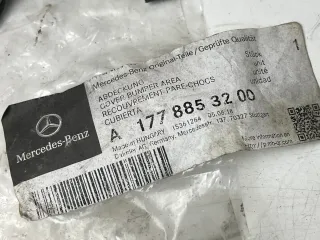 Mercedes-Benz Original-Teile / Geprüfte Qualität
ABDECKUNG
COVER BUMPER AREA
RECOUVREMENT PARE-CHOCS
CUBIERTA
Stück
unit
unité
unidad
1
A 177 885 32 00
Mercedes-Benz
Made in HUNGARY
Daimler AG, Germany, Mercedesstr. 137, 70327 Stuttgart